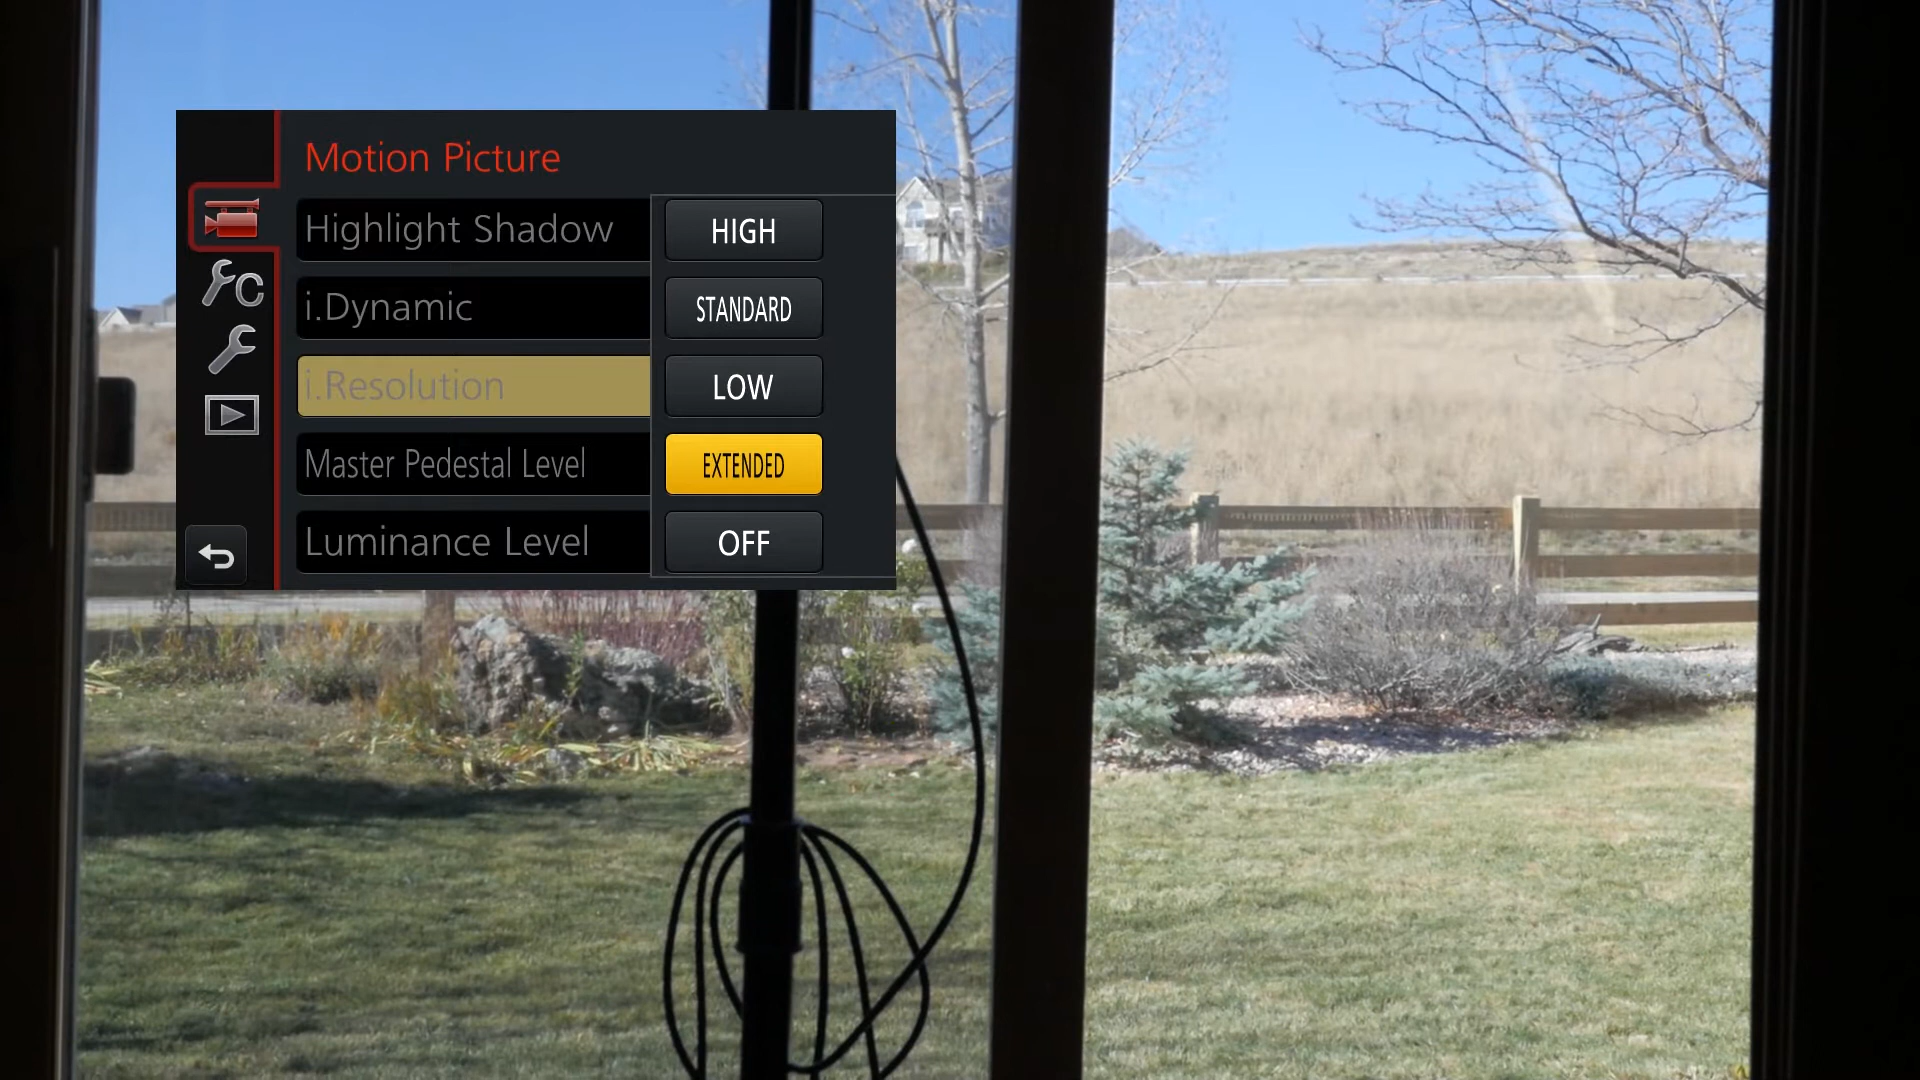 Motion Picture
Highlight Shadow
i.Dynamic
i.Resolution
Master Pedestal Level
Luminance Level
HIGH
STANDARD
LOW
EXTENDED
OFF
C